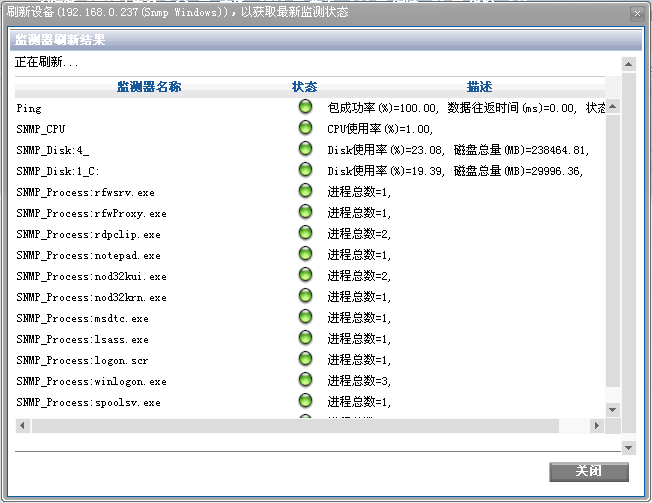 刷新设备(192.168.0.237(Snmp Windows)), 以获取最新监测状态
监测器刷新结果
正在刷新...
监测器名称 状态 描述
Ping 包成功率(%)=100.00, 数据往返时间(ms)=0.00, 状态
SNMP_CPU CPU使用率(%)=1.00,
SNMP_Disk:4_ Disk使用率(%)=23.08, 磁盘总量(MB)=238464.81,
SNMP_Disk:1_C: Disk使用率(%)=19.39, 磁盘总量(MB)=29996.36,
SNMP_Process:rfwsrv.exe 进程总数=1,
SNMP_Process:rfwProxy.exe 进程总数=1,
SNMP_Process:rdpclip.exe 进程总数=2,
SNMP_Process:notepad.exe 进程总数=1,
SNMP_Process:nod32kui.exe 进程总数=2,
SNMP_Process:nod32krn.exe 进程总数=1,
SNMP_Process:msdtc.exe 进程总数=1,
SNMP_Process:lsass.exe 进程总数=1,
SNMP_Process:logon.scr 进程总数=1,
SNMP_Process:winlogon.exe 进程总数=3,
SNMP_Process:spoolsv.exe 进程总数=1,
关闭